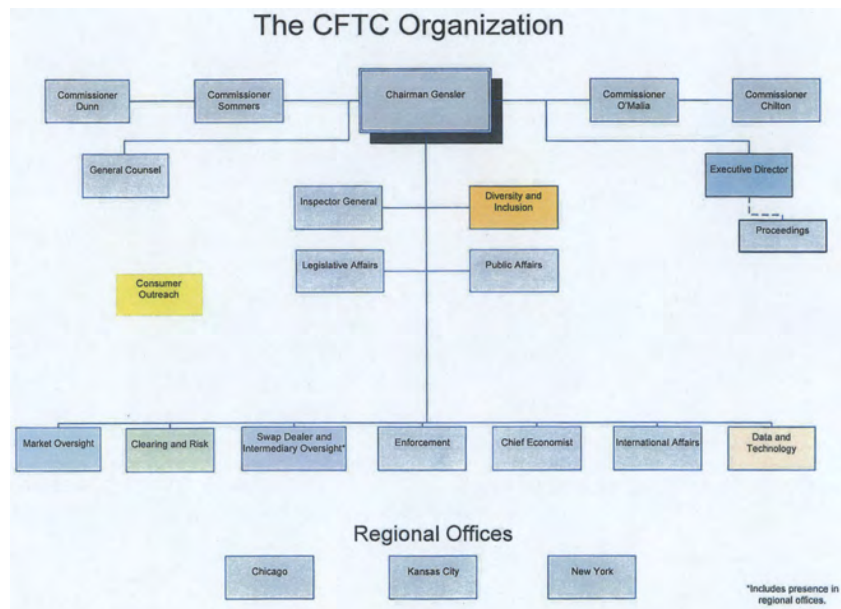 The CFTC Organization
Commissioner
Dunn
Commissioner
Sommers
Chairman Gensler
Commissioner
O'Malia
Commissioner
Chilton
General Counsel
Executive Director
Inspector General
Diversity and
Inclusion
Proceedings
Legislative Affairs
Public Affairs
Consumer
Outreach
Market Oversight
Clearing and Risk
Swap Dealer and
Intermediary Oversight*
Enforcement
Chief Economist
International Affairs
Data and
Technology
Regional Offices
Chicago
Kansas City
New York
*Includes presence in
regional offices.